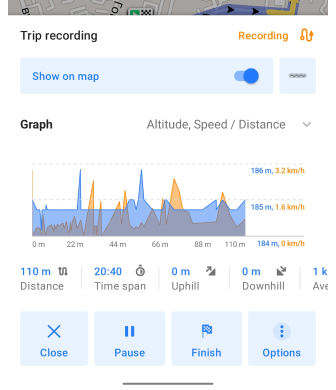 Trip recording
Recording
Show on map
Graph
Altitude, Speed / Distance
186 m, 3.2 km/h
185 m, 1.6 km/h
184 m, 0 km/h
0 m 22 m 44 m 66 m 88 m 110 m
110 m 20:40 0 m 0 m 1 k
Distance Time span Uphill Downhill Ave
Close Pause Finish Options